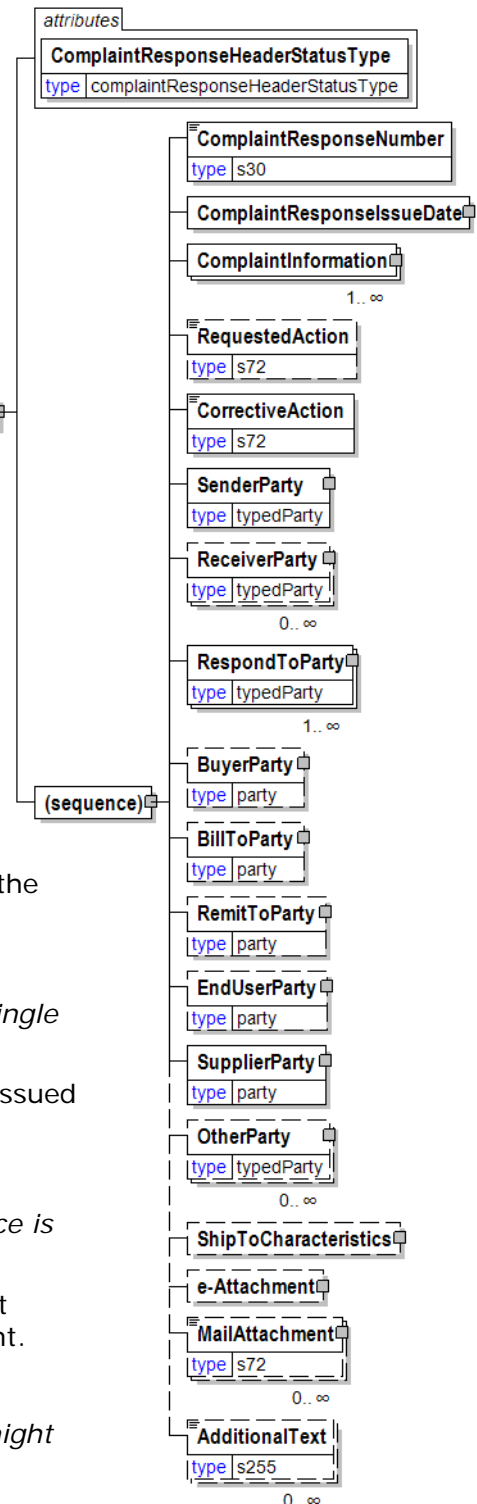 attributes
ComplaintResponseHeaderStatusType
type complaintResponseHeaderStatusType
ComplaintResponseNumber
type s30
ComplaintResponseIssueDate
ComplaintInformation
1.. ∞
RequestedAction
type s72
CorrectiveAction
type s72
SenderParty
type typedParty
ReceiverParty
type typedParty
0.. ∞
RespondToParty
type typedParty
1.. ∞
BuyerParty
type party
(sequence)
BillToParty
type party
the
RemitToParty
type party
EndUserParty
type party
ingle
SupplierParty
type party
ssued
OtherParty
type typedParty
0.. ∞
ce is
ShipToCharacteristics
e-Attachment
t
MailAttachment
type s72
nt.
0.. ∞
night
AdditionalText
type s255
0.. ∞